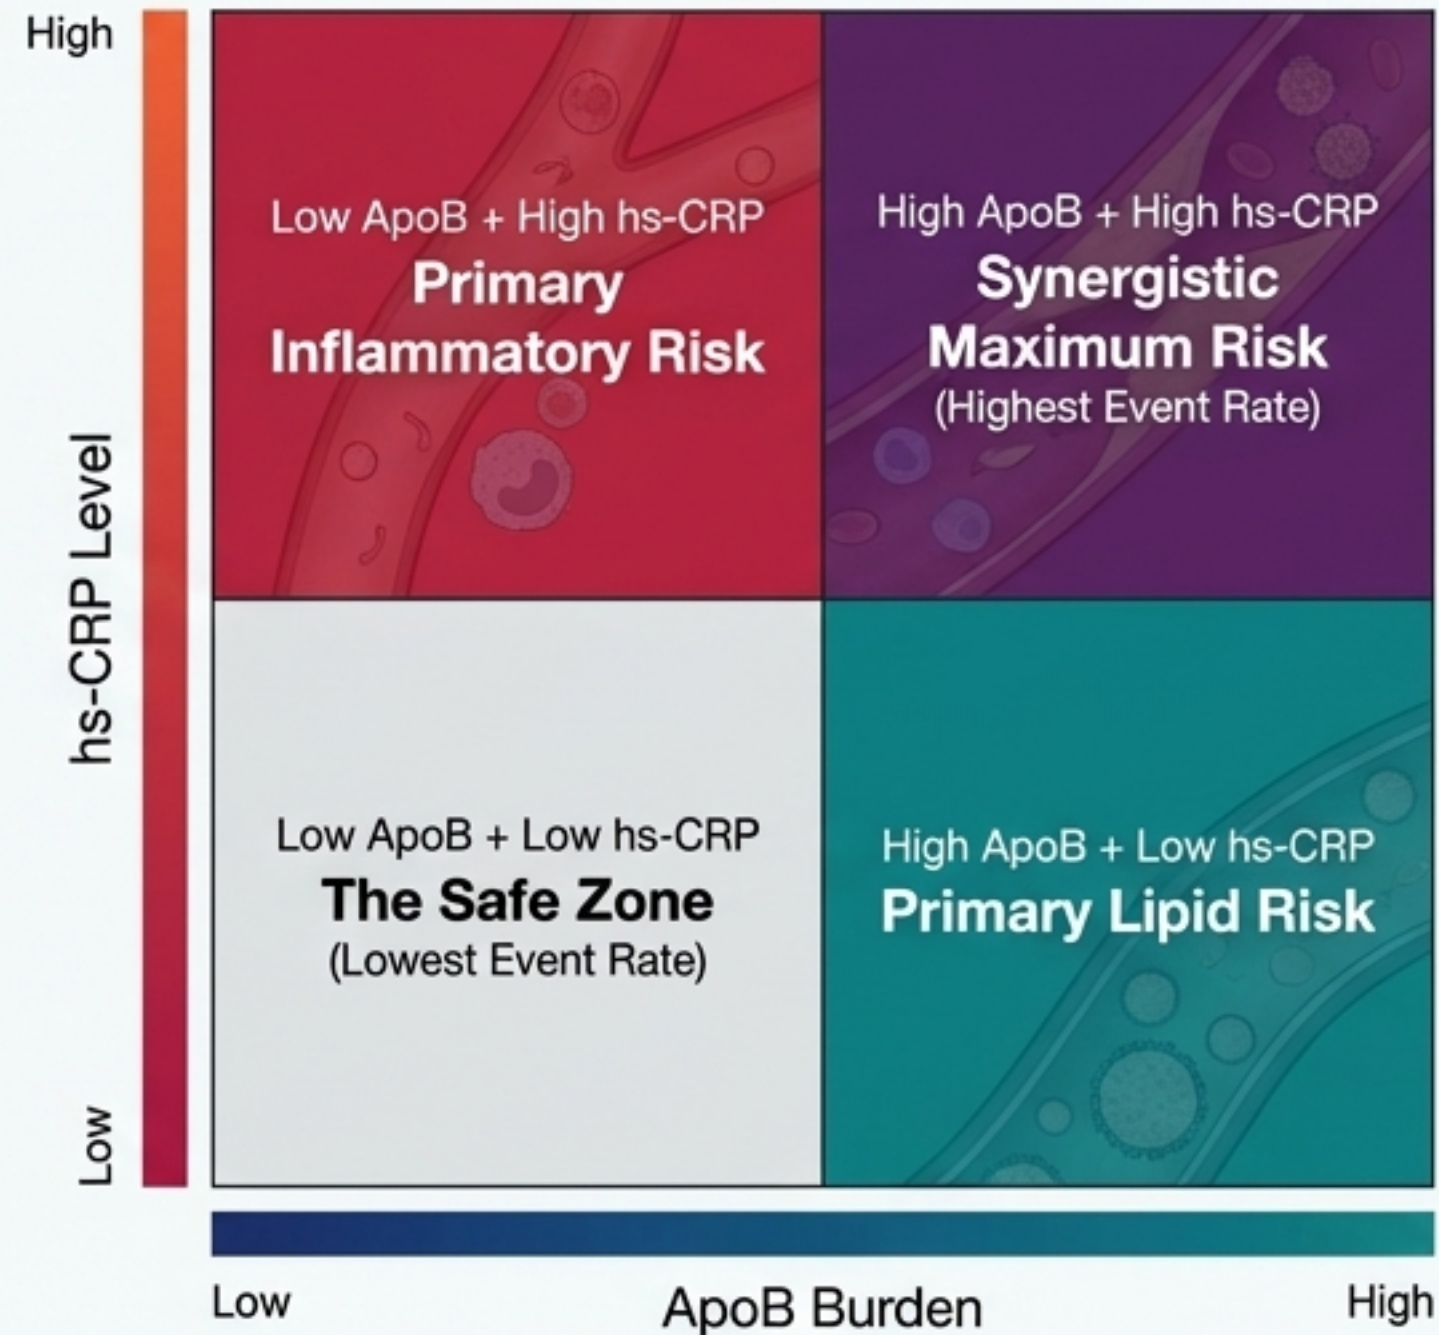 High
hs-CRP Level
Low
Low ApoB + High hs-CRP
Primary
Inflammatory Risk
High ApoB + High hs-CRP
Synergistic
Maximum Risk
(Highest Event Rate)
Low ApoB + Low hs-CRP
The Safe Zone
(Lowest Event Rate)
High ApoB + Low hs-CRP
Primary Lipid Risk
Low
ApoB Burden
High